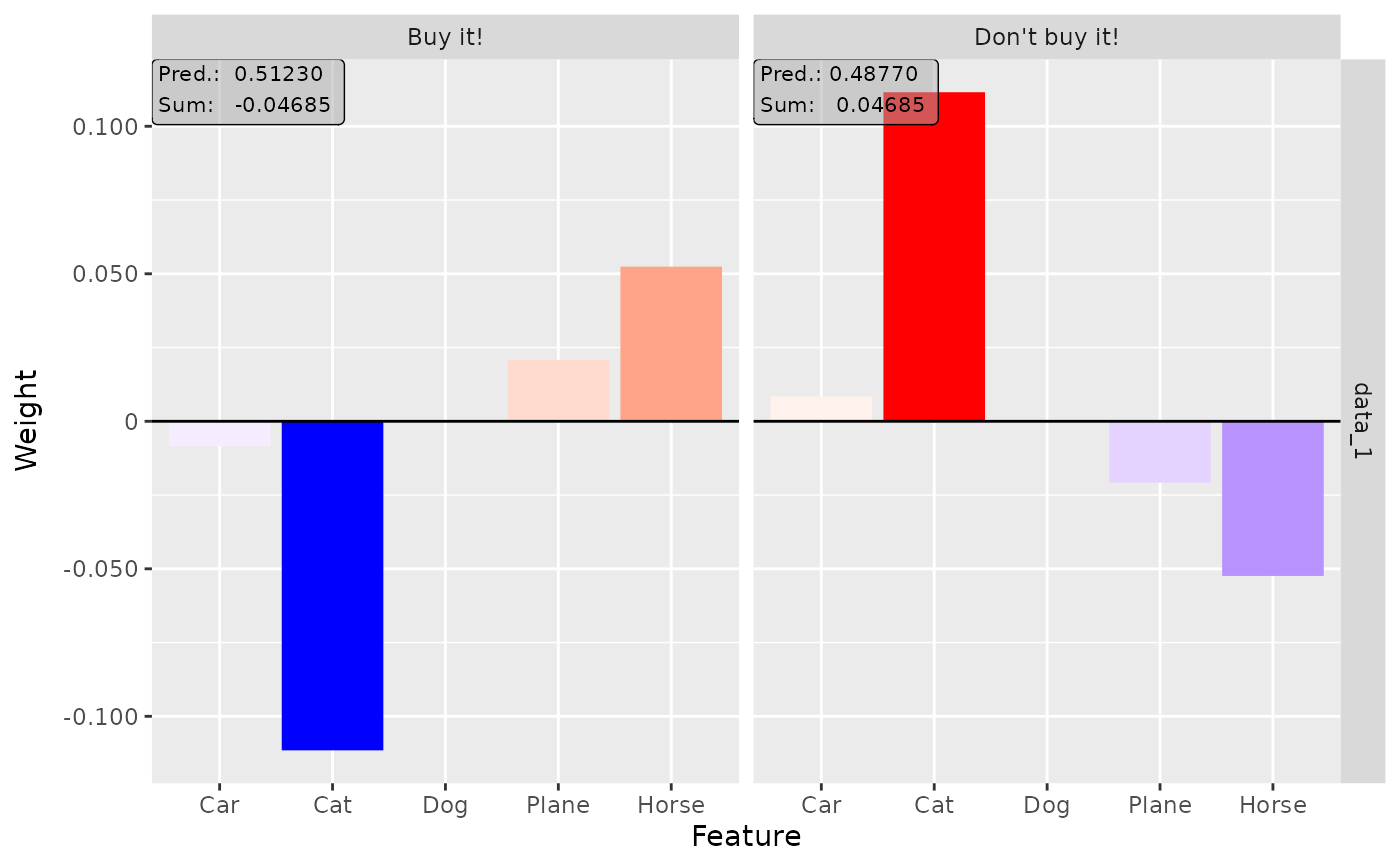 Buy it!
Don't buy it!
Pred.: 0.51230
Sum: -0.04685
Pred.: 0.48770
Sum: 0.04685
0.100
0.050
0
-0.050
-0.100
Weight
data_1
Car Cat Dog Plane Horse
Car Cat Dog Plane Horse
Feature